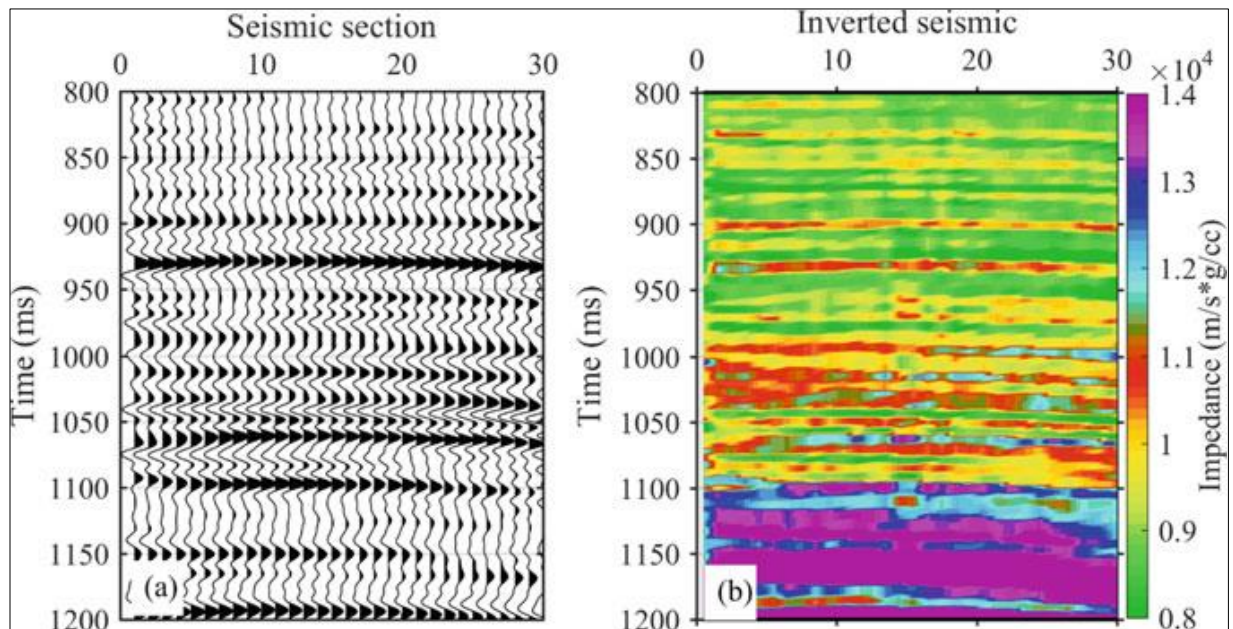 Seismic section
0 10 20 30
Time (ms)
800
850
900
950
1000
1050
1100
1150
1200
(a)
Inverted seismic
0 10 20 30
Time (ms)
800
850
900
950
1000
1050
1100
1150
1200
(b)
×10⁴
1.4
1.3
1.2
1.1
1
0.9
0.8
Impedance (m/s*g/cc)